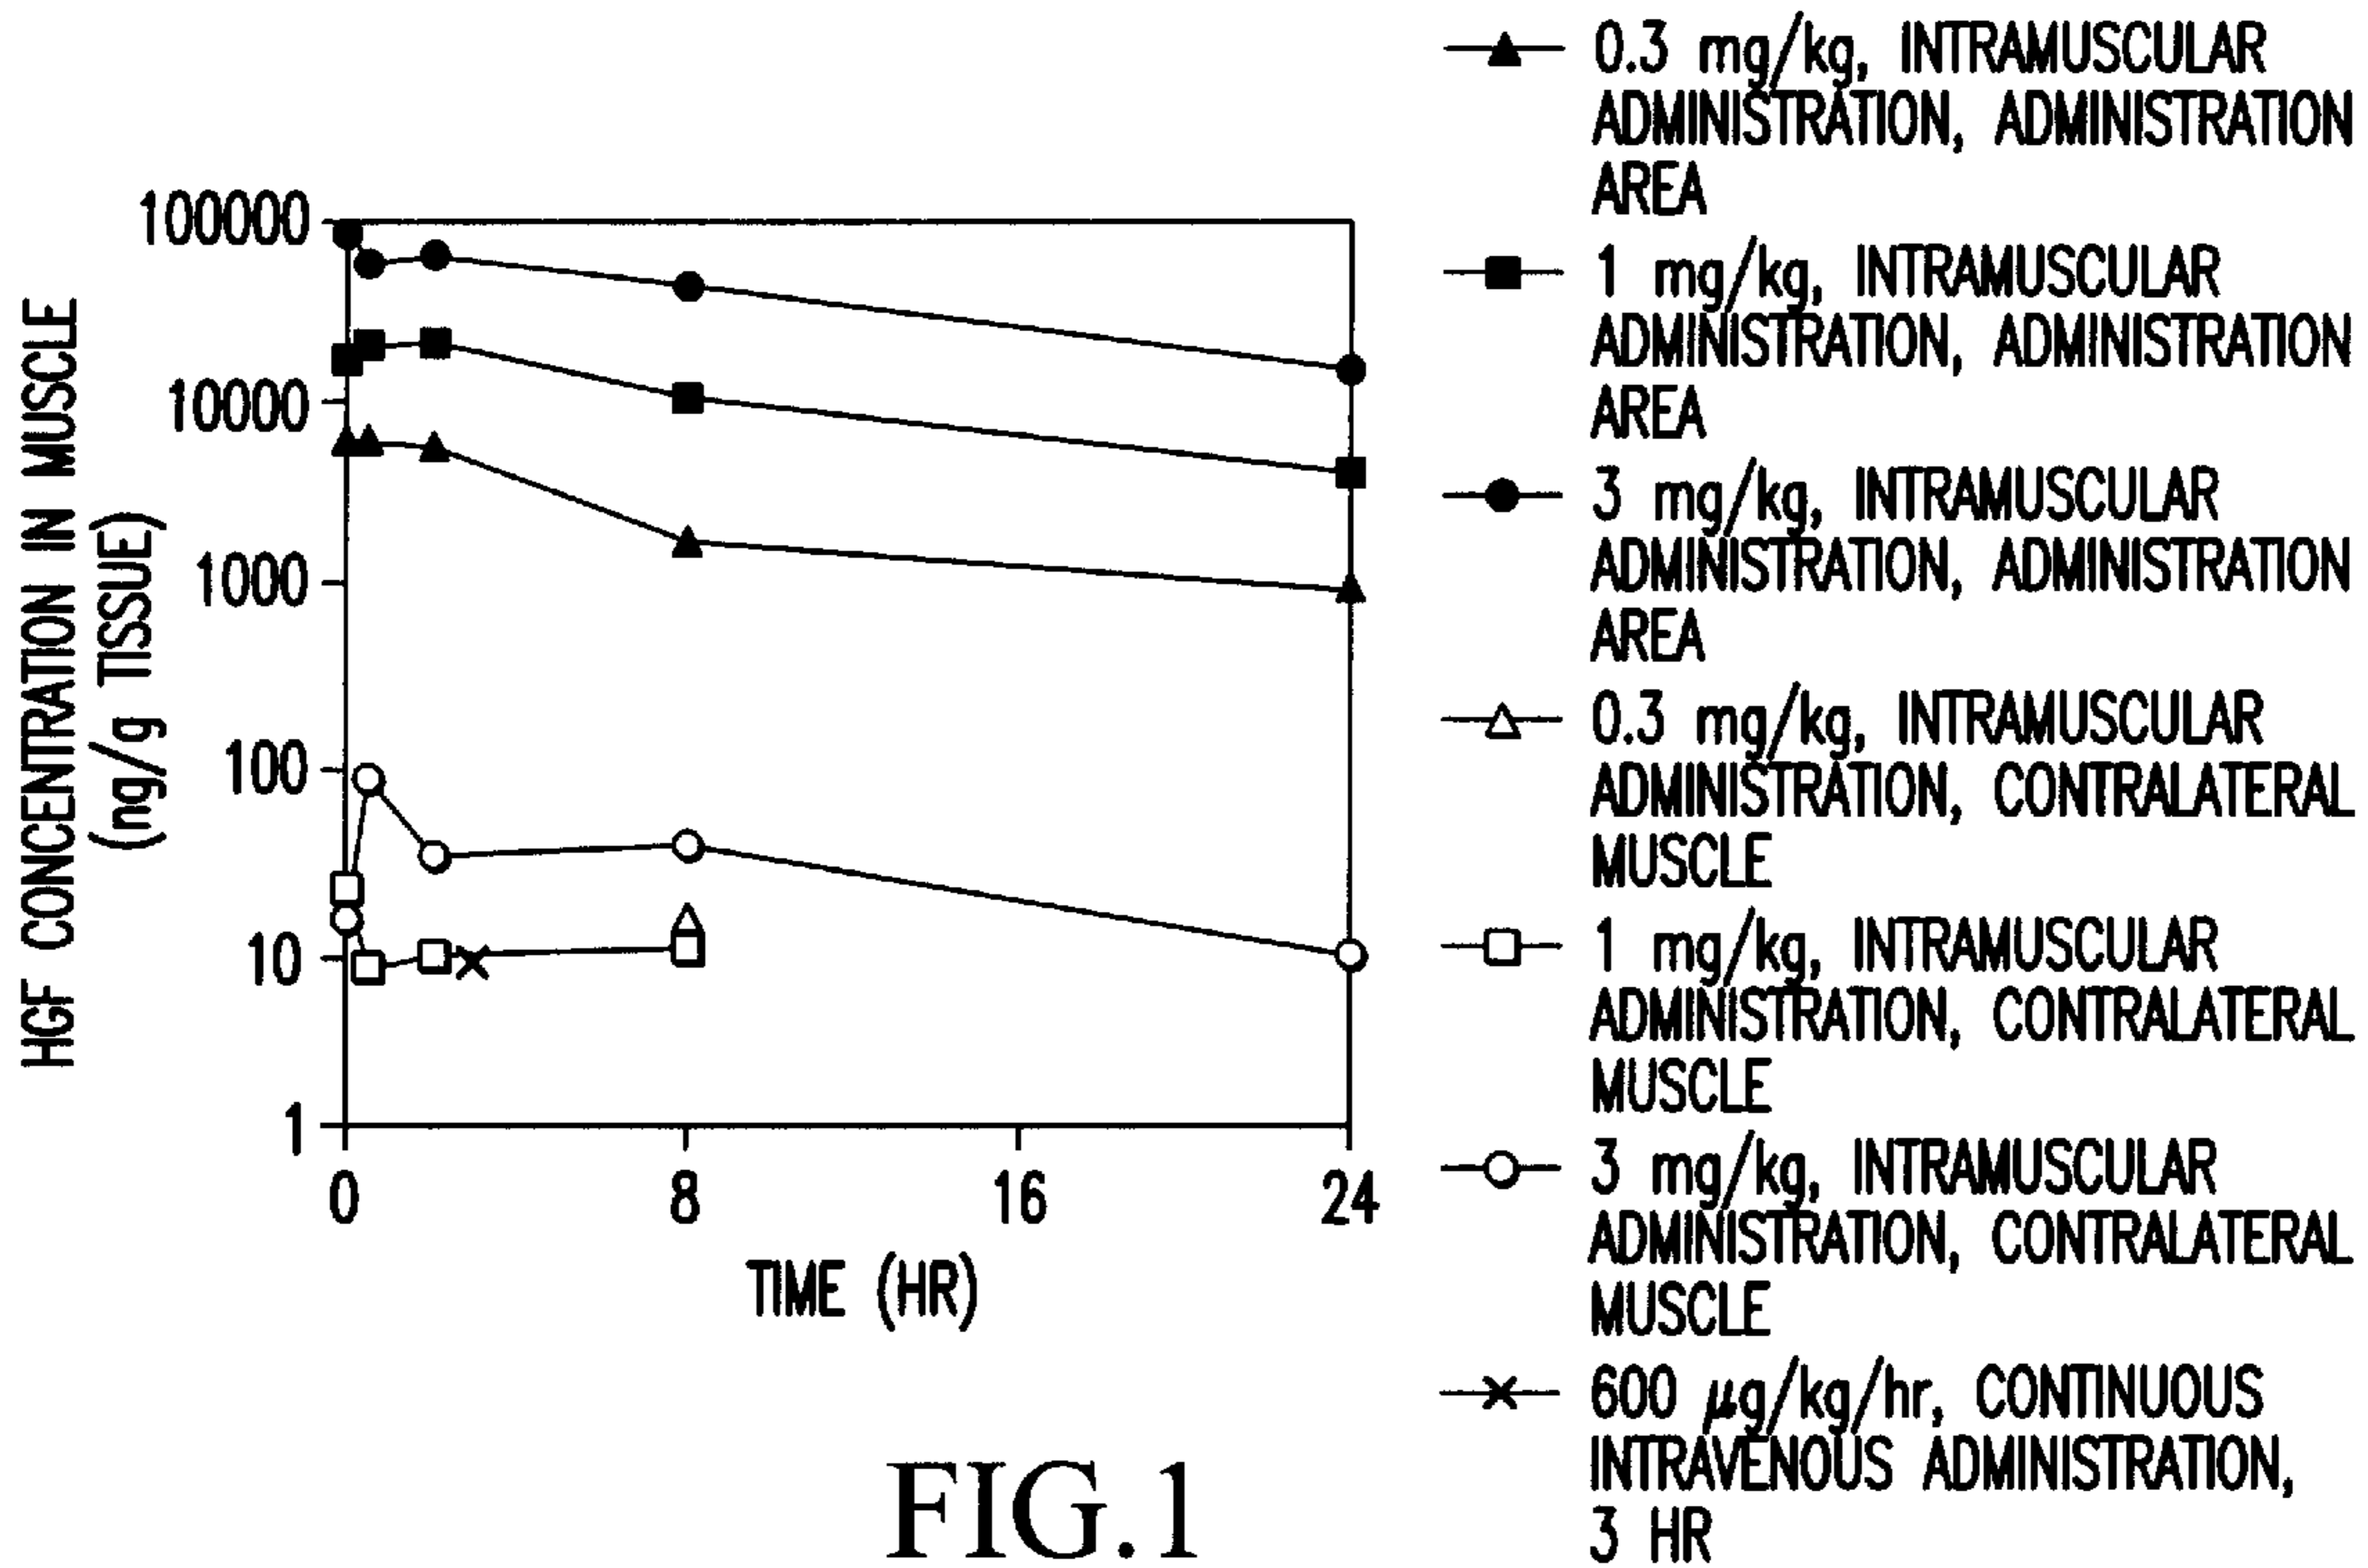 HGF CONCENTRATION IN MUSCLE
(ng/g TISSUE)
100000
10000
1000
100
10
1
0
8
16
24
TIME (HR)
0.3 mg/kg, INTRAMUSCULAR
ADMINISTRATION, ADMINISTRATION
AREA
1 mg/kg, INTRAMUSCULAR
ADMINISTRATION, ADMINISTRATION
AREA
3 mg/kg, INTRAMUSCULAR
ADMINISTRATION, ADMINISTRATION
AREA
0.3 mg/kg, INTRAMUSCULAR
ADMINISTRATION, CONTRALATERAL
MUSCLE
1 mg/kg, INTRAMUSCULAR
ADMINISTRATION, CONTRALATERAL
MUSCLE
3 mg/kg, INTRAMUSCULAR
ADMINISTRATION, CONTRALATERAL
MUSCLE
600 μg/kg/hr, CONTINUOUS
INTRAVENOUS ADMINISTRATION,
3 HR
FIG.1